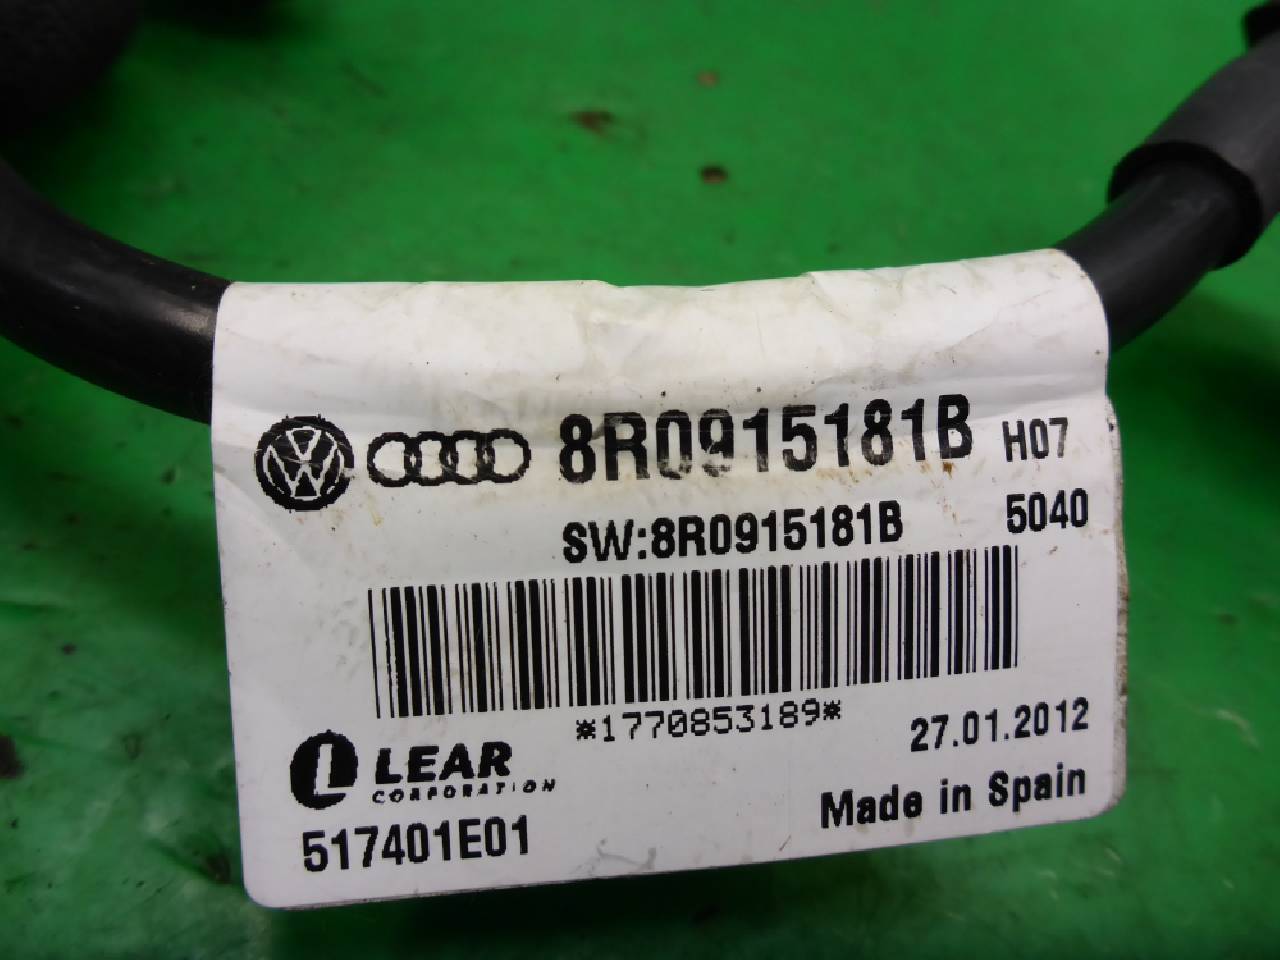 8R0915181B H07
SW:8R0915181B 5040
*1770853189*
27.01.2012
LEAR
CORPORATION
Made in Spain
517401E01